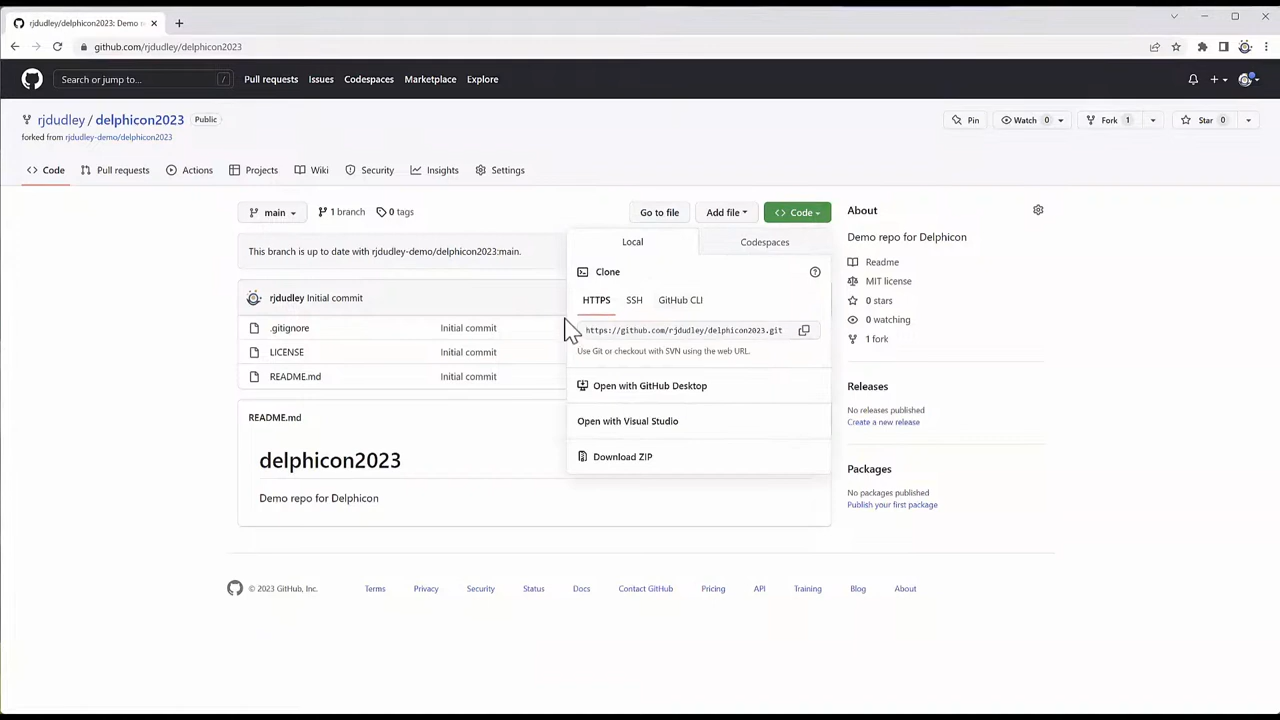 rjdudley/delphicon2023: Demo r
github.com/rjdudley/delphicon2023
Search or jump to... /
Pull requests Issues Codespaces Marketplace Explore
rjdudley / delphicon2023 Public
forked from rjdudley-demo/delphicon2023
Pin Watch 0 Fork 1 Star 0
Code Pull requests Actions Projects Wiki Security Insights Settings
main 1 branch 0 tags Go to file Add file Code
This branch is up to date with rjdudley-demo/delphicon2023:main.
rjdudley Initial commit
.gitignore Initial commit
LICENSE Initial commit
README.md Initial commit
README.md
delphicon2023
Demo repo for Delphicon
Local Codespaces
Clone
HTTPS SSH GitHub CLI
https://github.com/rjdudley/delphicon2023.git
Use Git or checkout with SVN using the web URL.
Open with GitHub Desktop
Open with Visual Studio
Download ZIP
About
Demo repo for Delphicon
Readme
MIT license
0 stars
0 watching
1 fork
Releases
No releases published
Create a new release
Packages
No packages published
Publish your first package
© 2023 GitHub, Inc. Terms Privacy Security Status Docs Contact GitHub Pricing API Training Blog About